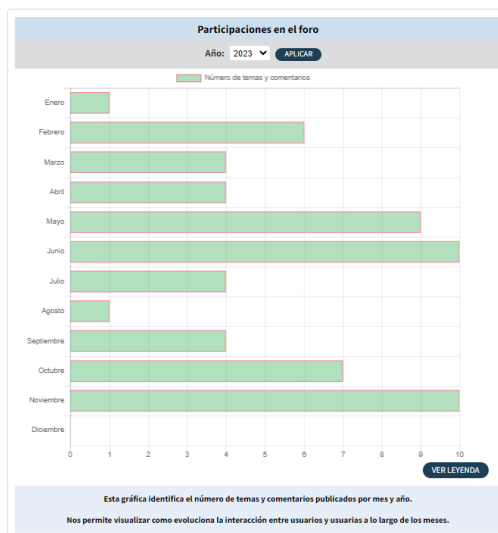 Participaciones en el foro
Año: 2023 APLICAR
Número de temas y comentarios
Enero
Febrero
Marzo
Abril
Mayo
Junio
Julio
Agosto
Septiembre
Octubre
Noviembre
Diciembre
0 1 2 3 4 5 6 7 8 9 10
VER LEYENDA
Esta gráfica identifica el número de temas y comentarios publicados por mes y año.
Nos permite visualizar como evoluciona la interacción entre usuarios y usuarias a lo largo de los meses.